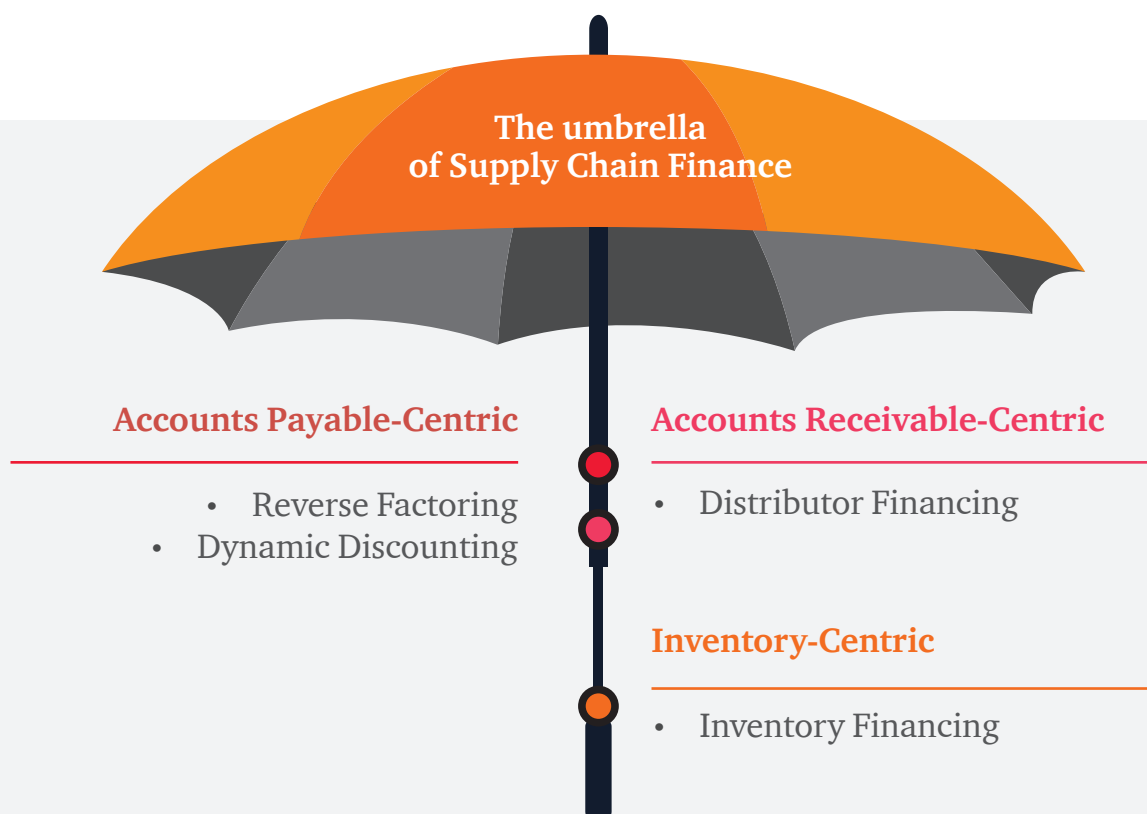 The umbrella
of Supply Chain Finance
Accounts Payable-Centric
• Reverse Factoring
• Dynamic Discounting
Accounts Receivable-Centric
• Distributor Financing
Inventory-Centric
• Inventory Financing